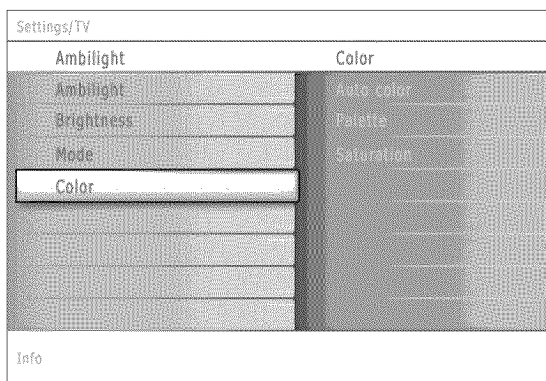 Settings/TV
Ambilight
Color
Ambilight
Auto color
Brightness
Palette
Mode
Saturation
Color
Info